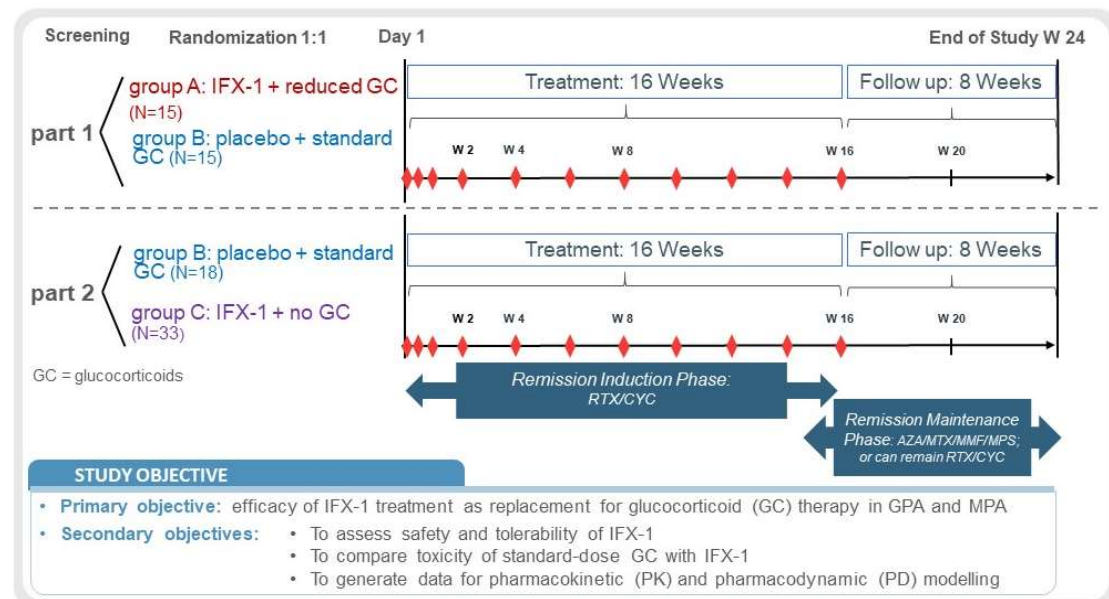 Screening Randomization 1:1 Day 1 End of Study W 24
part 1
group A: IFX-1 + reduced GC
(N=15)
group B: placebo + standard
GC (N=15)
Treatment: 16 Weeks Follow up: 8 Weeks
W 2 W 4 W 8 W 16 W 20
part 2
group B: placebo + standard
GC (N=18)
group C: IFX-1 + no GC
(N=33)
Treatment: 16 Weeks Follow up: 8 Weeks
W 2 W 4 W 8 W 16 W 20
GC = glucocorticoids
Remission Induction Phase:
RTX/CYC
Remission Maintenance
Phase: AZA/MTX/MMF/MPS;
or can remain RTX/CYC
STUDY OBJECTIVE
• Primary objective: efficacy of IFX-1 treatment as replacement for glucocorticoid (GC) therapy in GPA and MPA
• Secondary objectives: • To assess safety and tolerability of IFX-1
• To compare toxicity of standard-dose GC with IFX-1
• To generate data for pharmacokinetic (PK) and pharmacodynamic (PD) modelling